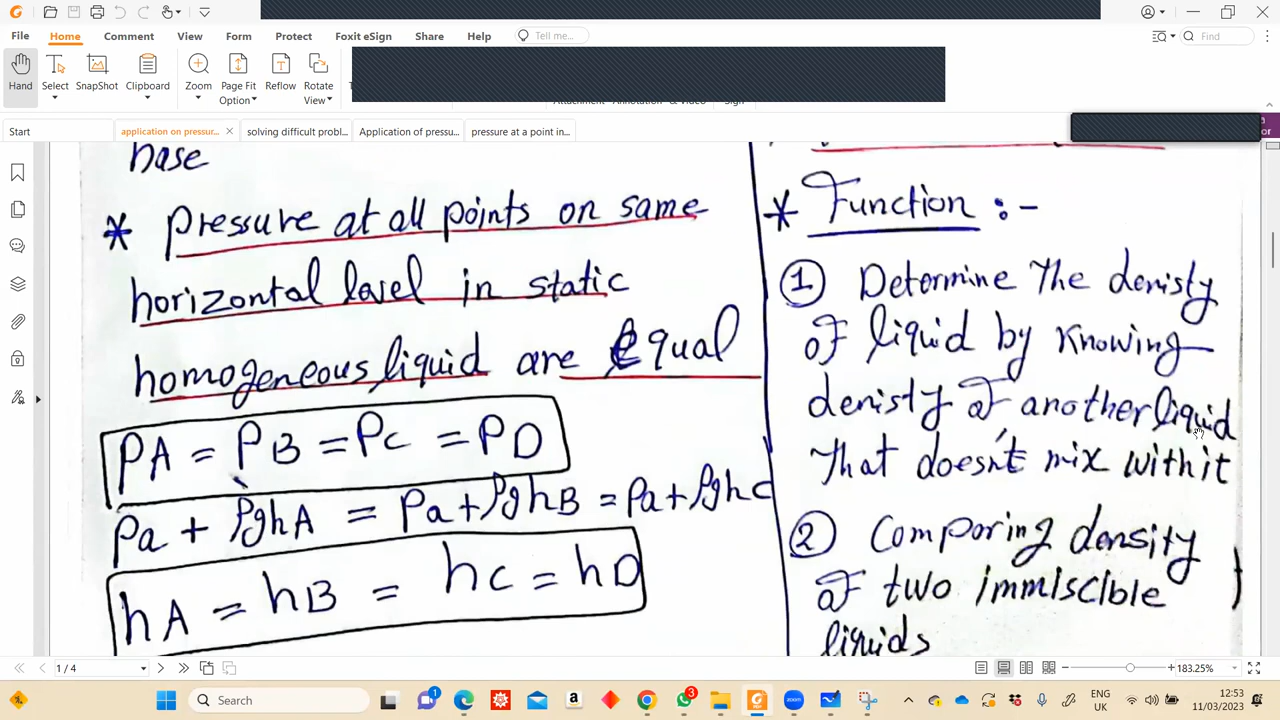 File
Home
Comment
View
Form
Protect
Foxit eSign
Share
Help
Tell me...
Find
Hand
Select
SnapShot
Clipboard
Zoom
Page Fit Option
Reflow
Rotate View
Start
application on pressur...
solving difficult probl...
Application of pressu...
pressure at a point in...
base
* Pressure at all points on same
horizontal level in static
homogeneous liquid are Equal
PA = PB = PC = PD
Pa + ρghA = Pa + ρghB = Pa + ρghC
hA = hB = hC = hD
* Function :-
① Determine The denisty
of liquid by Knowing
denisty of another liquid
That doesn't mix with it
② Comparing density
of two immiscible
liquids
1 / 4
183.25%
Search
1
3
ENG
UK
12:53
11/03/2023